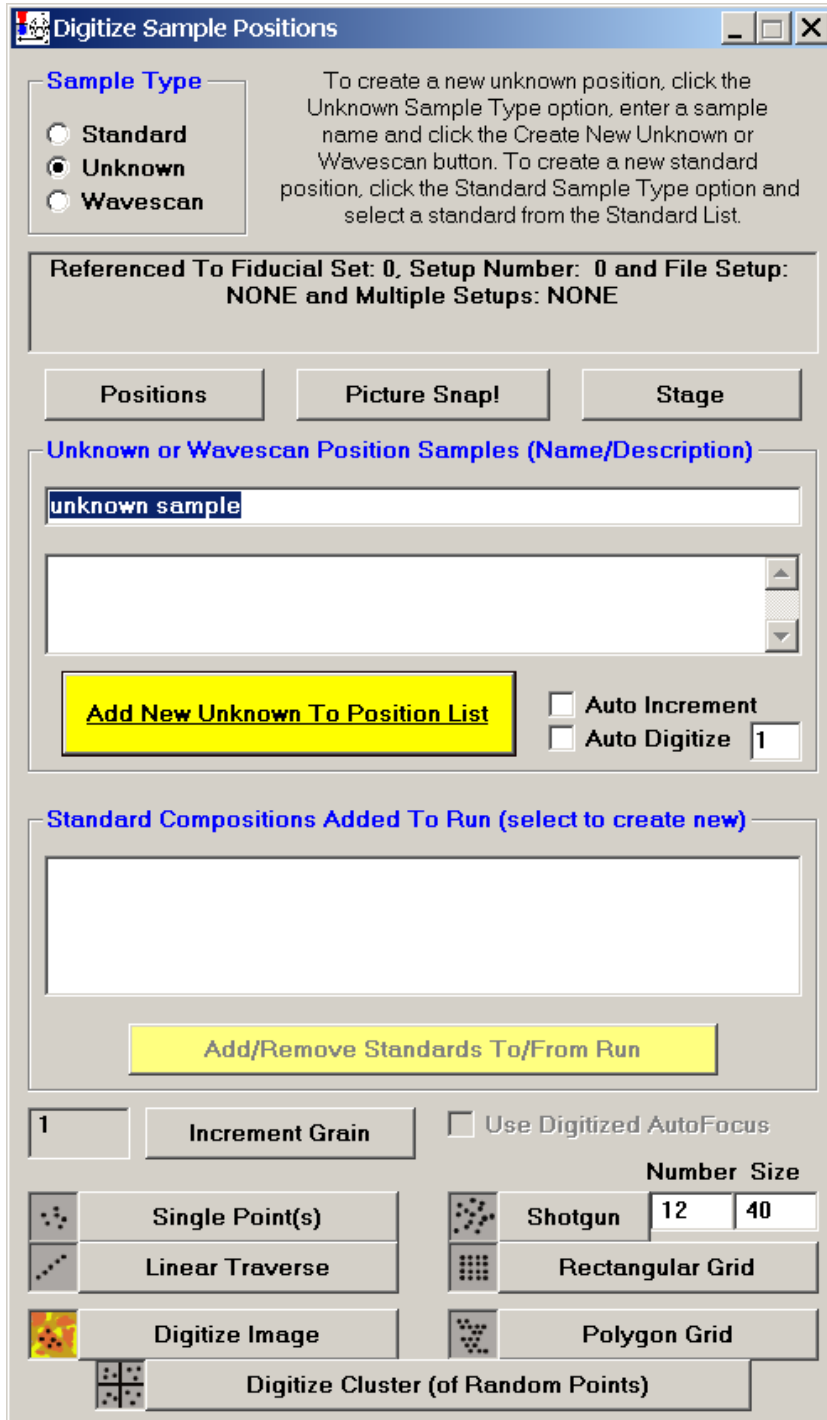 Digitize Sample Positions
Sample Type
Standard
Unknown
Wavescan
To create a new unknown position, click the
Unknown Sample Type option, enter a sample
name and click the Create New Unknown or
Wavescan button. To create a new standard
position, click the Standard Sample Type option and
select a standard from the Standard List.
Referenced To Fiducial Set: 0, Setup Number:  0 and File Setup:
NONE and Multiple Setups: NONE
Positions
Picture Snap!
Stage
Unknown or Wavescan Position Samples (Name/Description)
unknown sample
Add New Unknown To Position List
Auto Increment
Auto Digitize
1
Standard Compositions Added To Run (select to create new)
Add/Remove Standards To/From Run
1
Increment Grain
Use Digitized AutoFocus
Number Size
Single Point(s)
Shotgun
12
40
Linear Traverse
Rectangular Grid
Digitize Image
Polygon Grid
Digitize Cluster (of Random Points)